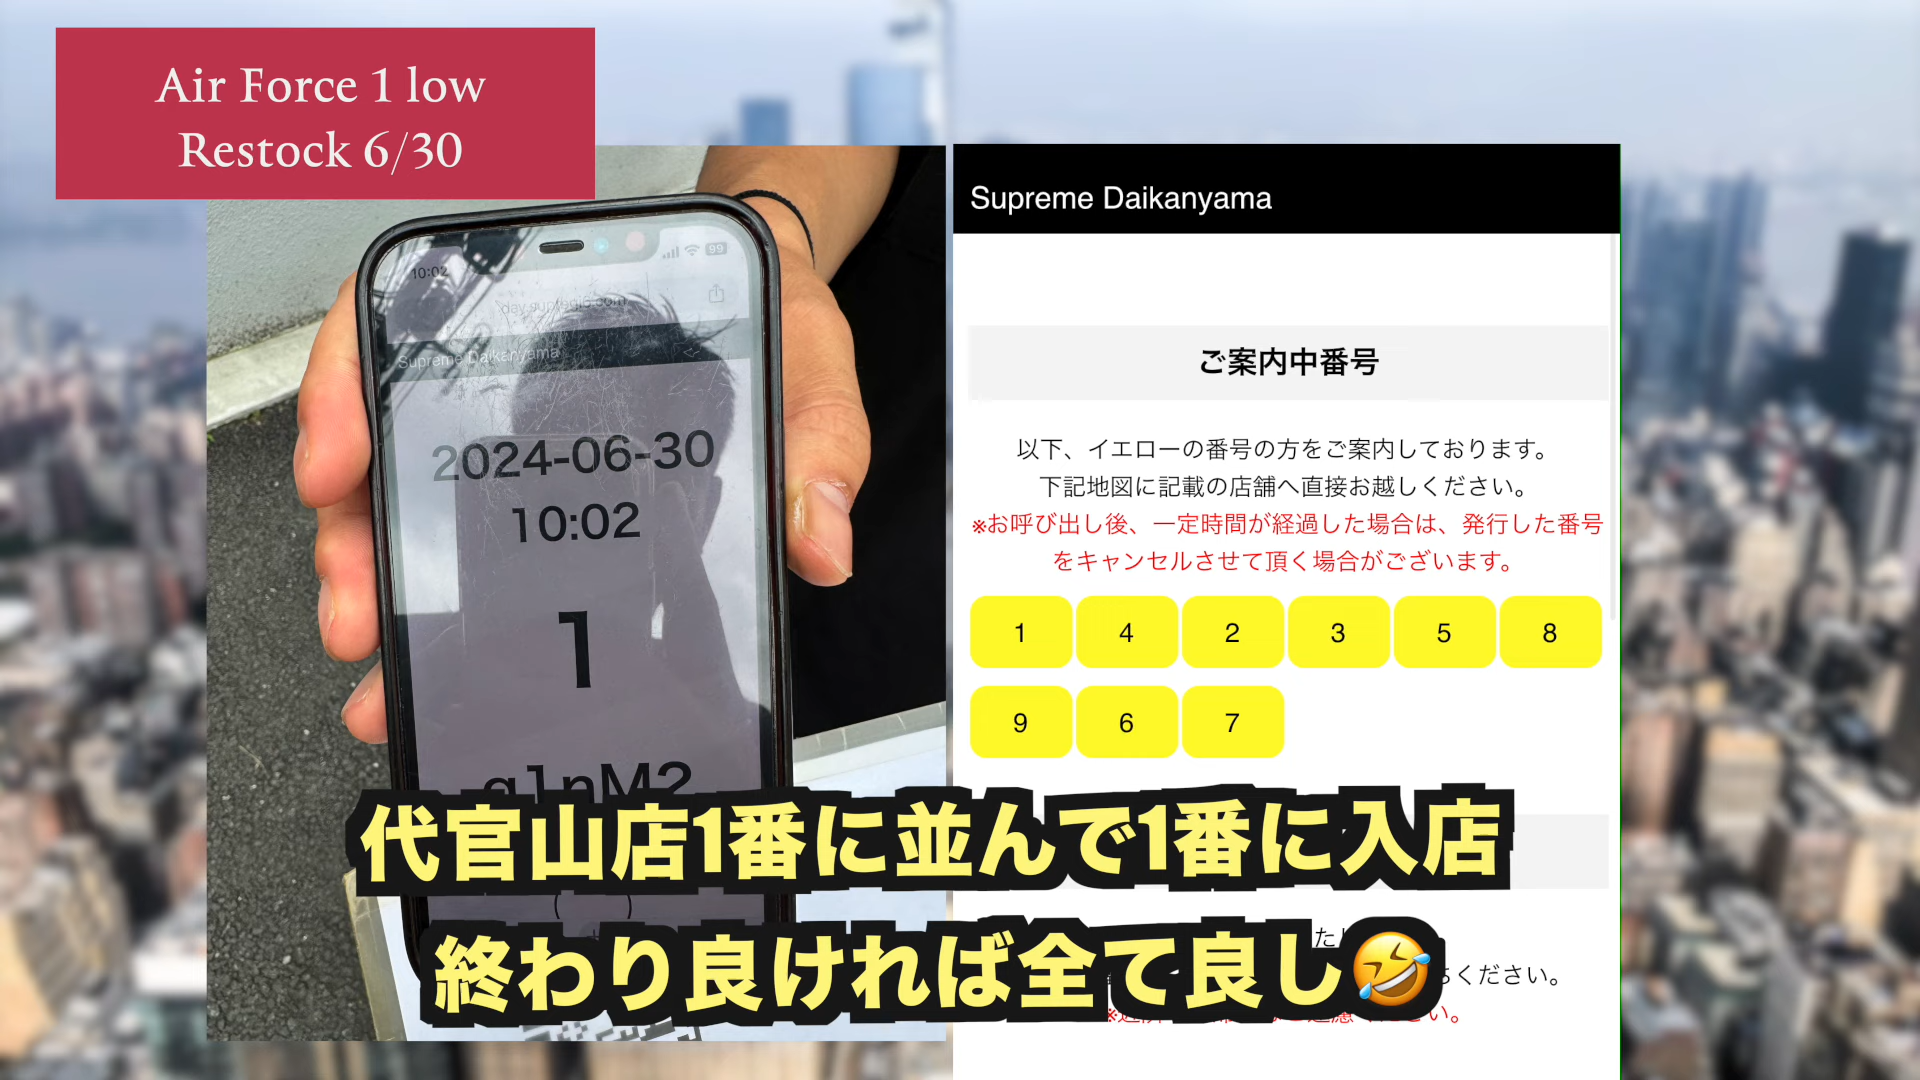 Air Force 1 low
Restock 6/30
10:02
99
Supreme Daikanyama
2024-06-30
10:02
1
q1nM2
Supreme Daikanyama
ご案内中番号
以下、イエローの番号の方をご案内しております。
下記地図に記載の店舗へ直接お越しください。
※お呼び出し後、一定時間が経過した場合は、発行した番号
をキャンセルさせて頂く場合がございます。
1 4 2 3 5 8
9 6 7
ください。
代官山店1番に並んで1番に入店
終わり良ければ全て良し🤣